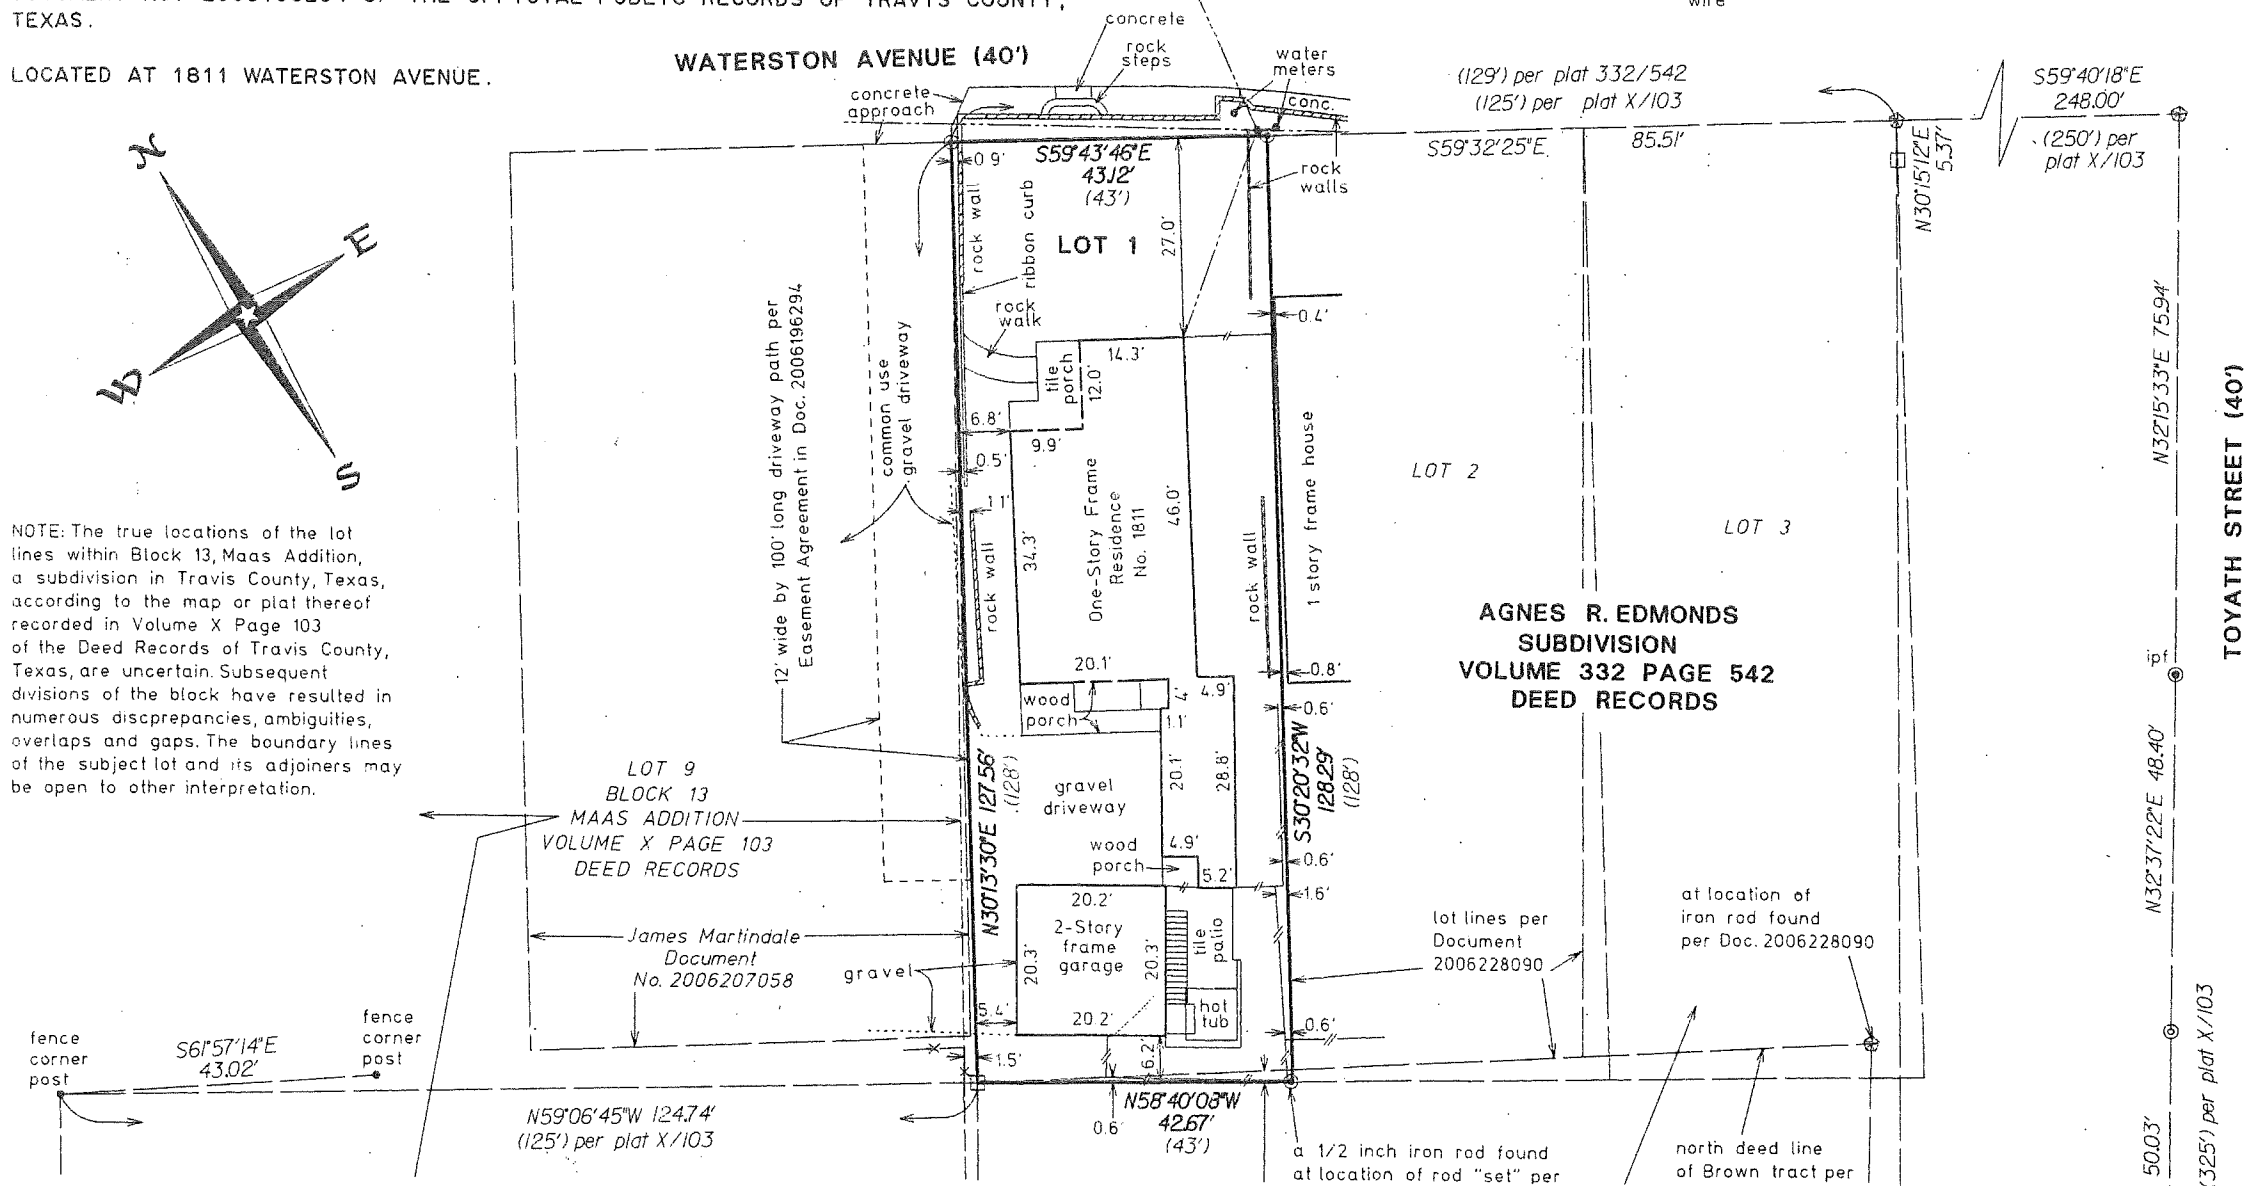 TEXAS.
LOCATED AT 1811 WATERSTON AVENUE.
WATERSTON AVENUE (40')
concrete
rock
steps
water
meters
wire
concrete
approach
conc.
(129') per plat 332/542
(125') per plat X/103
S59°40'18"E
248.00'
(250') per
plat X/103
S59°32'25"E
85.51'
N30°15'12"E
5.37'
N
E
W
S
0.9'
S59°43'46"E
43.12'
(43')
rock
walls
rock wall
ribbon curb
LOT 1
27.0'
rock
walk
0.4'
14.3'
tile
porch
12.0'
6.8'
9.9'
0.5'
1.1'
12' wide by 100' long driveway path per
Easement Agreement in Doc. 2006196294
common use
gravel driveway
One-Story Frame
Residence
No. 1811
46.0'
34.3'
rock wall
rock wall
1 story frame house
LOT 2
LOT 3
N32°15'33"E 75.94'
TOYATH STREET (40')
NOTE: The true locations of the lot
lines within Block 13, Maas Addition,
a subdivision in Travis County, Texas,
according to the map or plat thereof
recorded in Volume X Page 103
of the Deed Records of Travis County,
Texas, are uncertain. Subsequent
divisions of the block have resulted in
numerous discprepancies, ambiguities,
overlaps and gaps. The boundary lines
of the subject lot and its adjoiners may
be open to other interpretation.
AGNES R. EDMONDS
SUBDIVISION
VOLUME 332 PAGE 542
DEED RECORDS
ipf
20.1'
0.8'
wood
porch
4'
4.9'
1.1'
0.6'
N30°13'30"E 127.56'
(128')
S30°20'32"W
128.29'
(128')
20.1'
28.8'
gravel
driveway
N32°37'22"E 48.40'
LOT 9
BLOCK 13
MAAS ADDITION
VOLUME X PAGE 103
DEED RECORDS
wood
porch
4.9'
5.2'
0.6'
1.6'
20.2'
2-Story
frame
garage
20.3'
20.3'
20.2'
tile
patio
hot
tub
James Martindale
Document
No. 2006207058
gravel
5.4'
0.6'
6.2'
1.5'
lot lines per
Document
2006228090
at location of
iron rod found
per Doc. 2006228090
fence
corner
post
S61°57'14"E
43.02'
fence
corner
post
N59°06'45"W 124.74'
(125') per plat X/103
0.6'
N58°40'08"W
42.67'
(43')
a 1/2 inch iron rod found
at location of rod "set" per
north deed line
of Brown tract per
50.03'
(325') per plat X/103